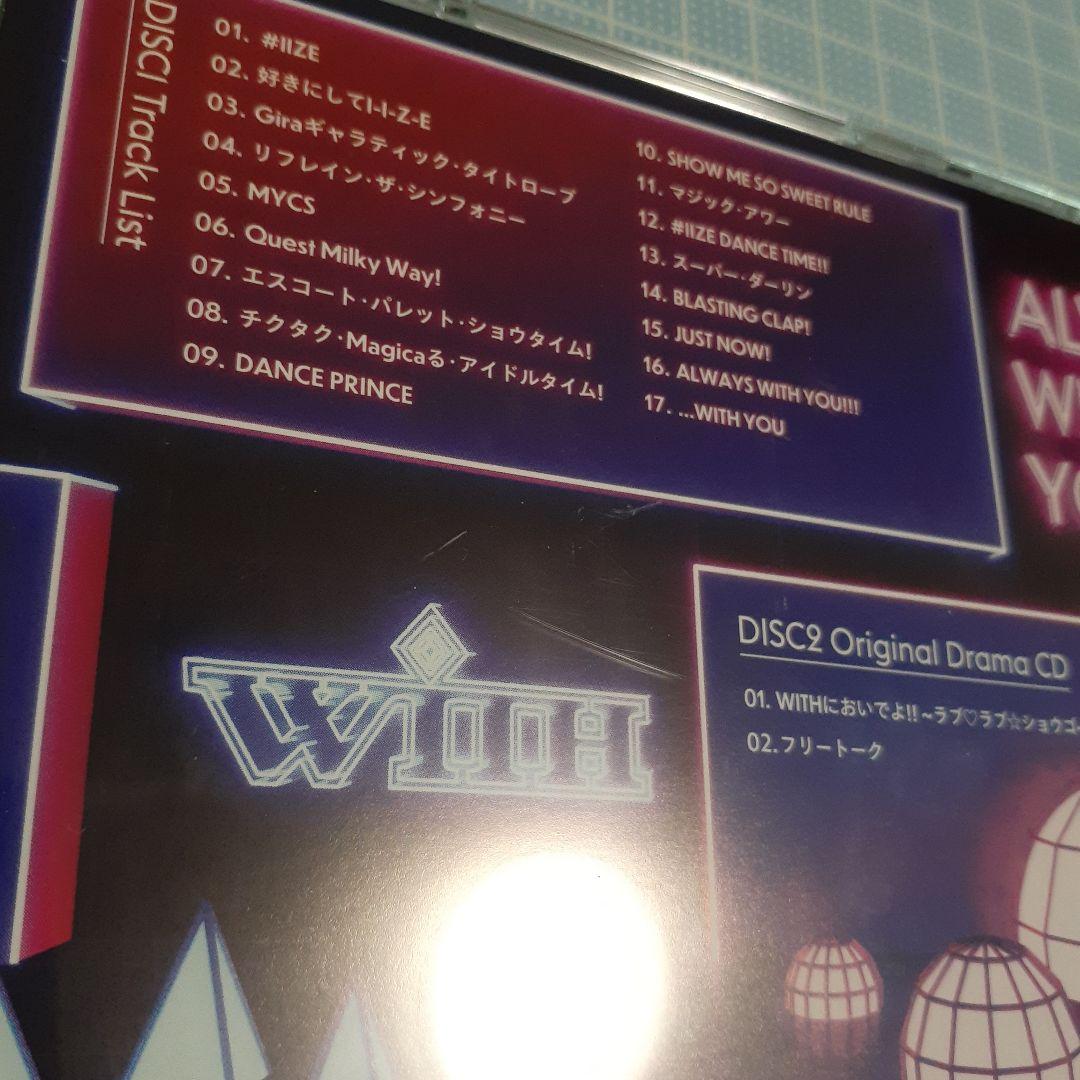 DISC1 Track List
01. #IIZE
02. 好きにしてI-I-Z-E
03. Giraギャラティック・タイトロープ
04. リフレイン・ザ・シンフォニー
05. MYCS
06. Quest Milky Way!
07. エスコート・パレット・ショウタイム!
08. チクタク・Magicaる・アイドルタイム!
09. DANCE PRINCE
10. SHOW ME SO SWEET RULE
11. マジック・アワー
12. #IIZE DANCE TIME!!
13. スーパー・ダーリン
14. BLASTING CLAP!
15. JUST NOW!
16. ALWAYS WITH YOU!!!
17. ...WITH YOU
WITH
DISC2 Original Drama CD
01. WITHにおいでよ!! ~ラブ♡ラブ☆ショウゴ
02.フリートーク